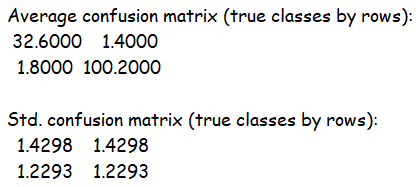 Average confusion matrix (true classes by rows):
32.6000 1.4000
1.8000 100.2000
Std. confusion matrix (true classes by rows):
1.4298 1.4298
1.2293 1.2293